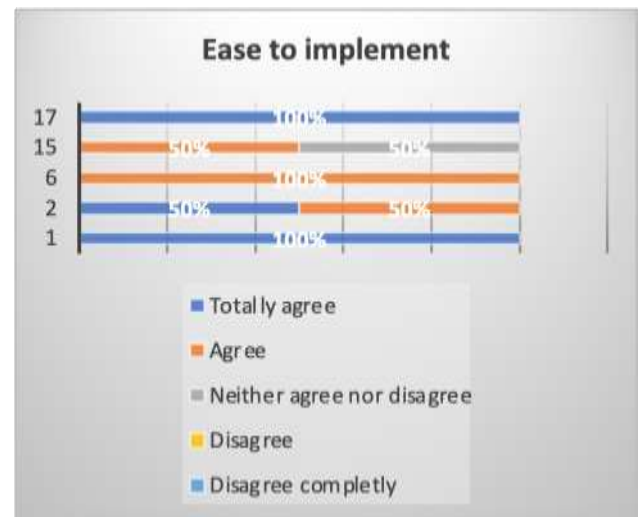 Ease to implement
17 100%
15 50% 50%
6 100%
2 50% 50%
1 100%
Totally agree
Agree
Neither agree nor disagree
Disagree
Disagree completly